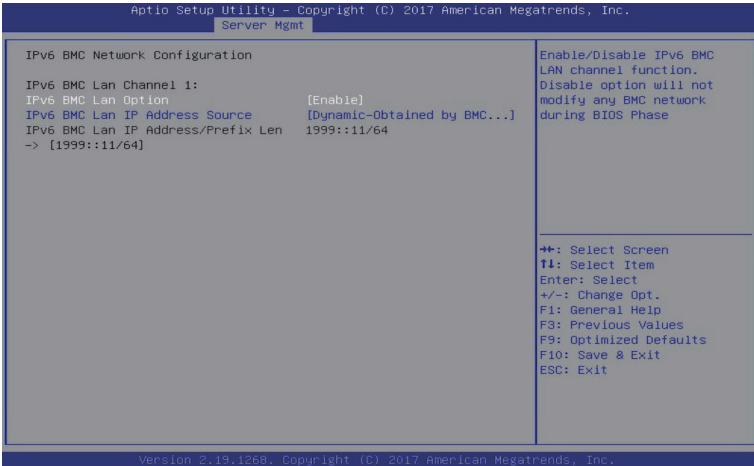 Aptio Setup Utility – Copyright (C) 2017 American Megatrends, Inc.
Server Mgmt
IPv6 BMC Network Configuration
IPv6 BMC Lan Channel 1:
IPv6 BMC Lan Option [Enable]
IPv6 BMC Lan IP Address Source [Dynamic-Obtained by BMC...]
IPv6 BMC Lan IP Address/Prefix Len 1999::11/64
-> [1999::11/64]
Enable/Disable IPv6 BMC
LAN channel function.
Disable option will not
modify any BMC network
during BIOS Phase
→←: Select Screen
↑↓: Select Item
Enter: Select
+/-: Change Opt.
F1: General Help
F3: Previous Values
F9: Optimized Defaults
F10: Save & Exit
ESC: Exit
Version 2.19.1268. Copyright (C) 2017 American Megatrends, Inc.